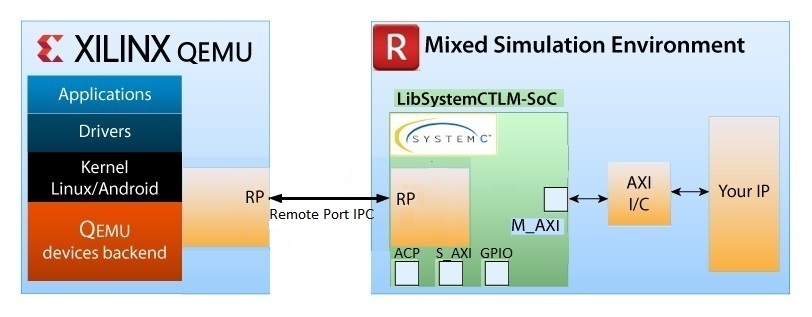 XILINX QEMU
Applications
Drivers
Kernel
Linux/Android
QEMU
devices backend
RP
Remote Port IPC
R
Mixed Simulation Environment
LibSystemCTLM-SoC
SYSTEM C™
RP
M_AXI
ACP
S_AXI
GPIO
AXI
I/C
Your IP